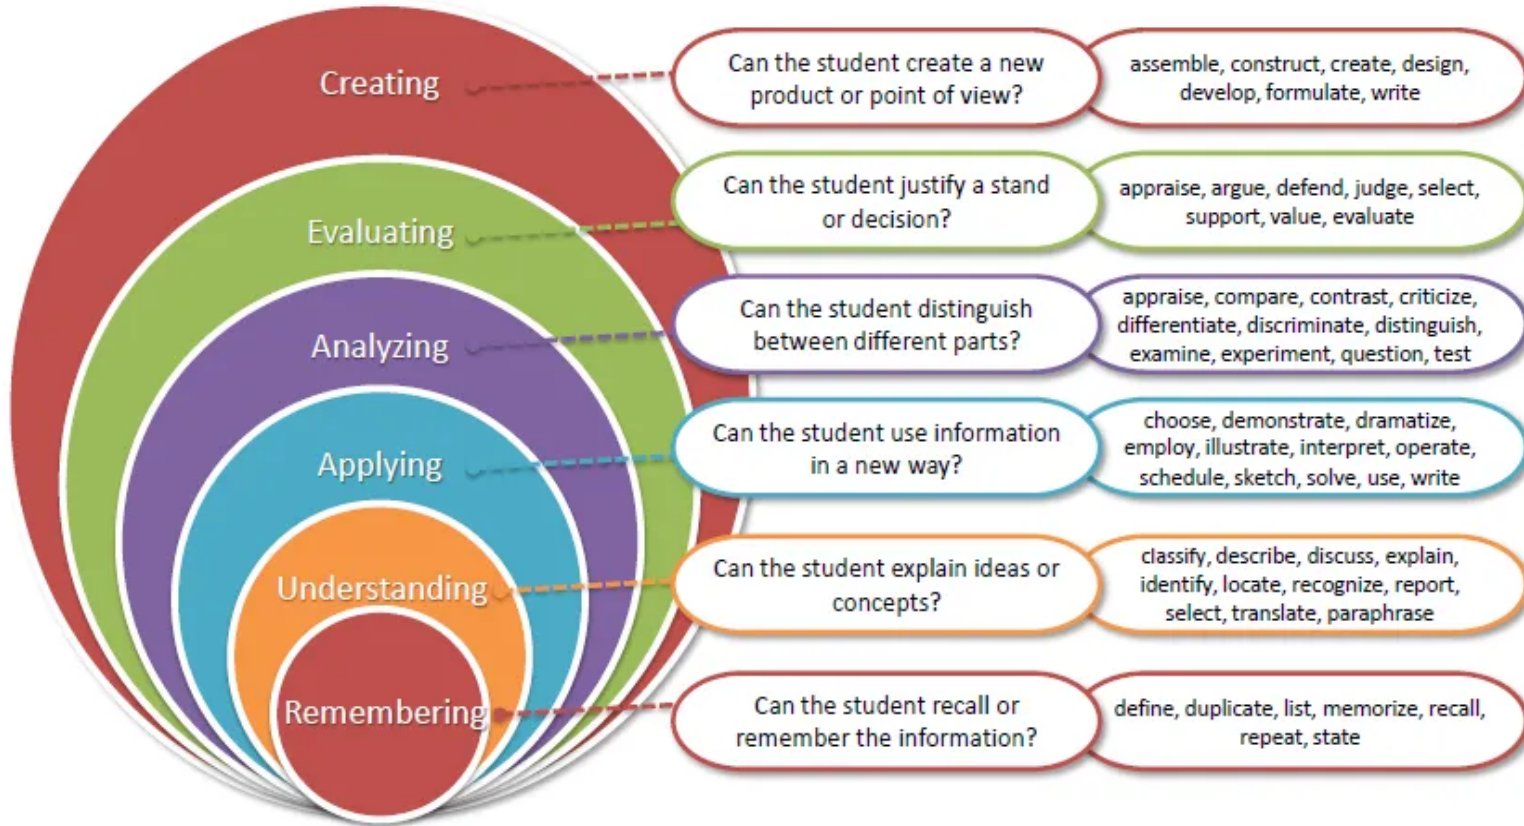 Creating
Can the student create a new
product or point of view?
assemble, construct, create, design,
develop, formulate, write
Evaluating
Can the student justify a stand
or decision?
appraise, argue, defend, judge, select,
support, value, evaluate
Analyzing
Can the student distinguish
between different parts?
appraise, compare, contrast, criticize,
differentiate, discriminate, distinguish,
examine, experiment, question, test
Applying
Can the student use information
in a new way?
choose, demonstrate, dramatize,
employ, illustrate, interpret, operate,
schedule, sketch, solve, use, write
Understanding
Can the student explain ideas or
concepts?
classify, describe, discuss, explain,
identify, locate, recognize, report,
select, translate, paraphrase
Remembering
Can the student recall or
remember the information?
define, duplicate, list, memorize, recall,
repeat, state